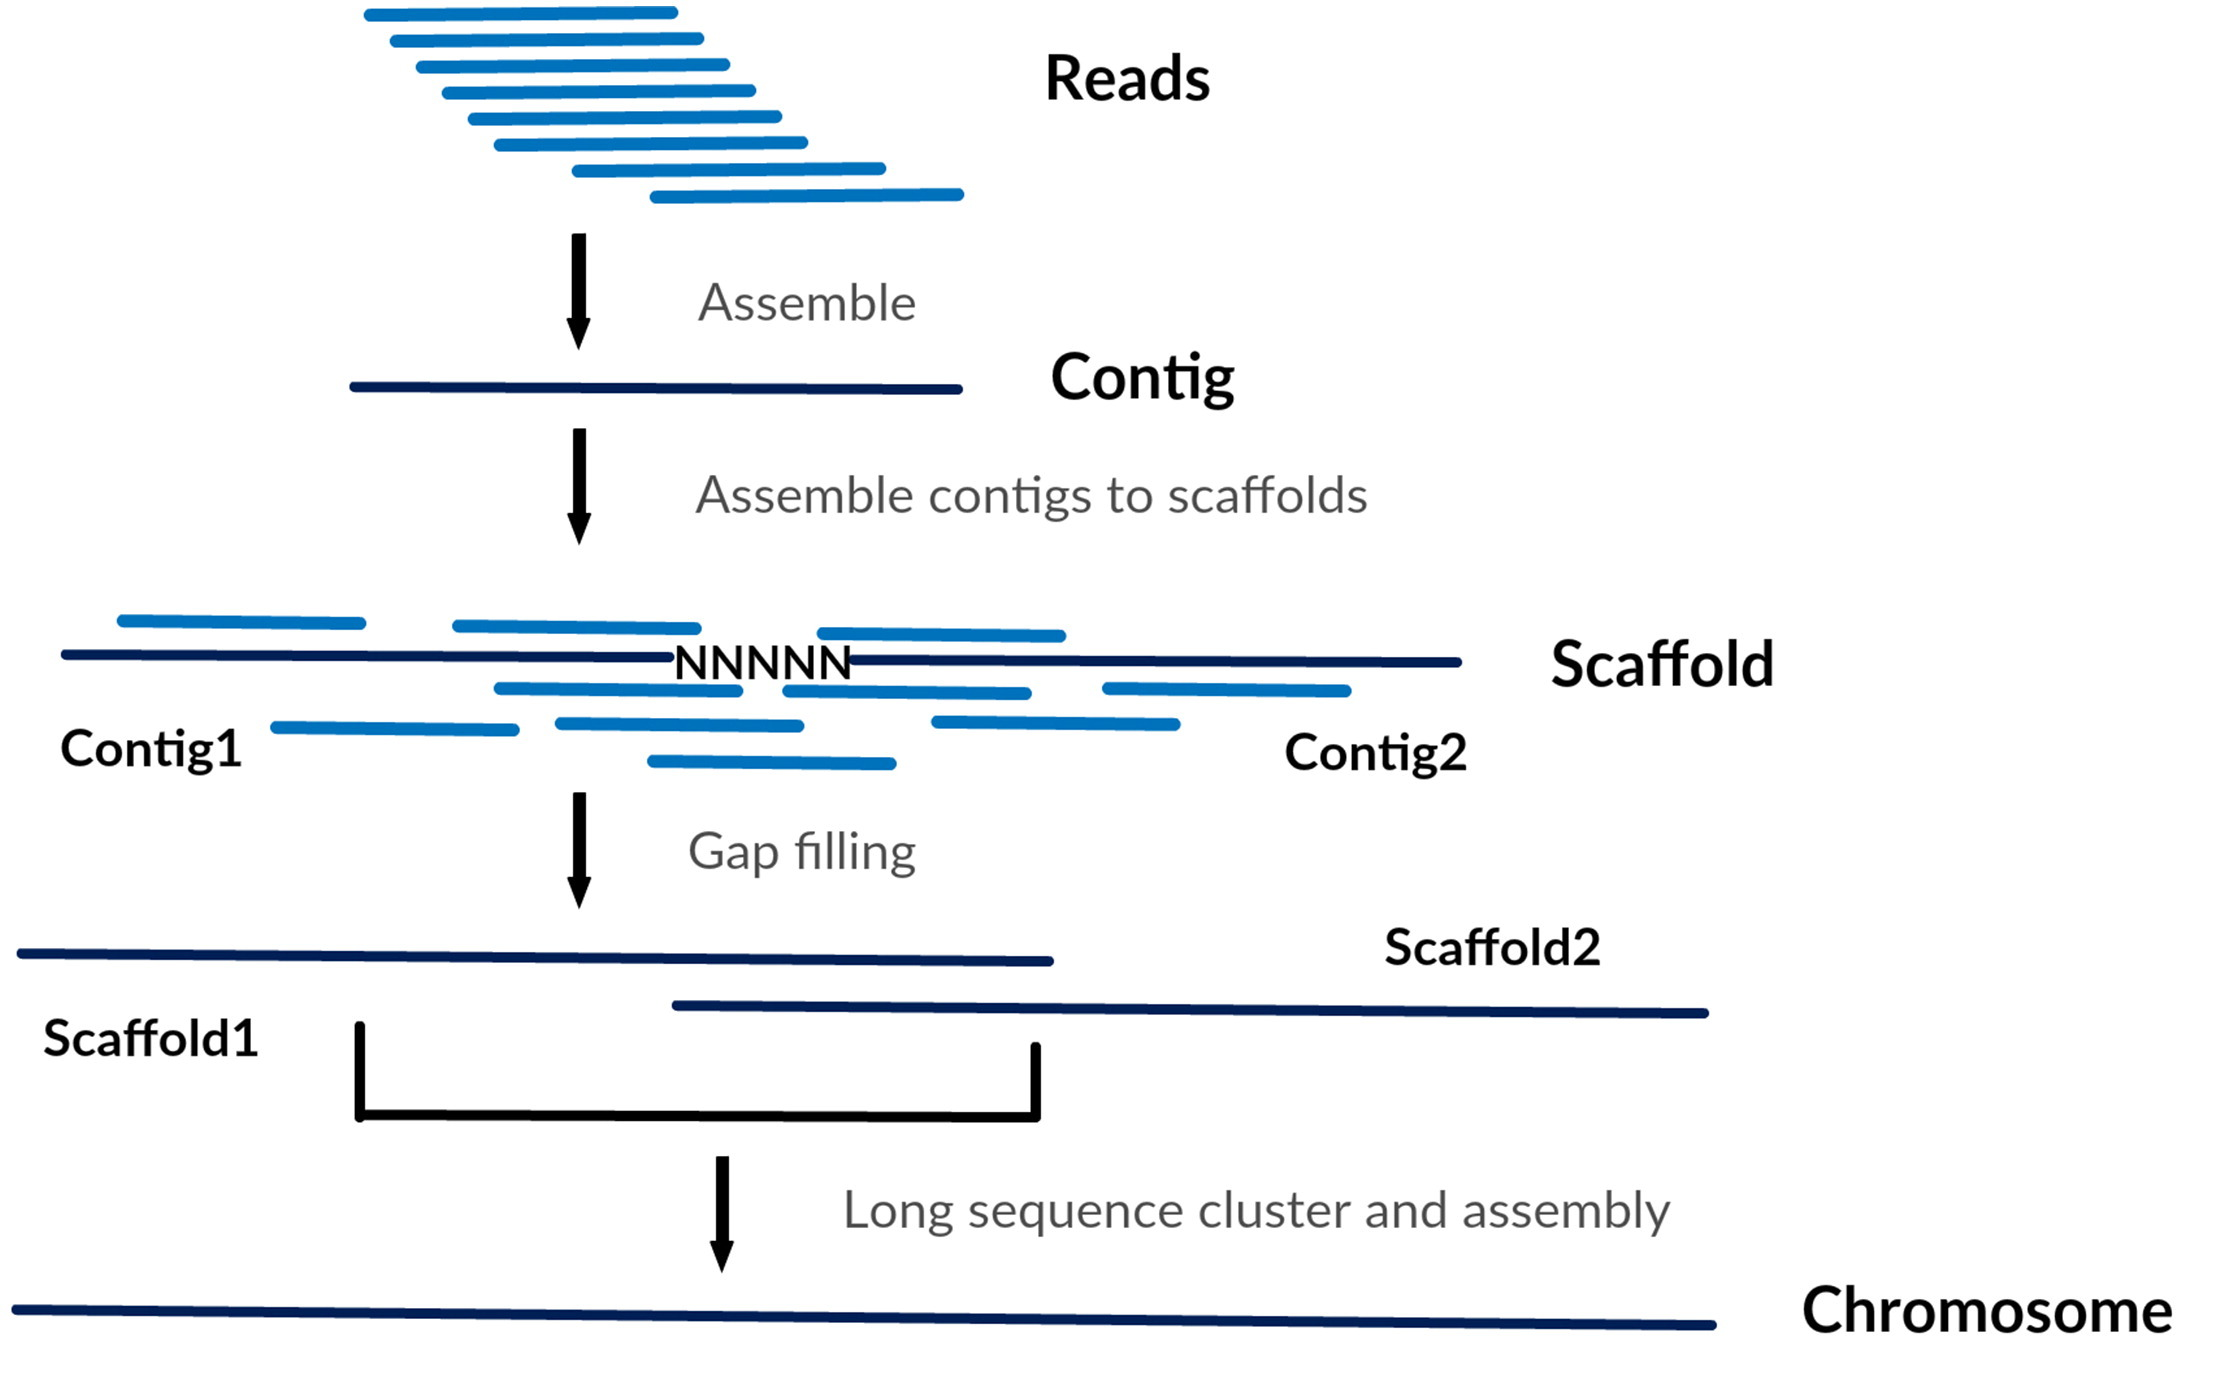 Reads
Assemble
Contig
Assemble contigs to scaffolds
NNNNN
Scaffold
Contig1
Contig2
Gap filling
Scaffold2
Scaffold1
Long sequence cluster and assembly
Chromosome